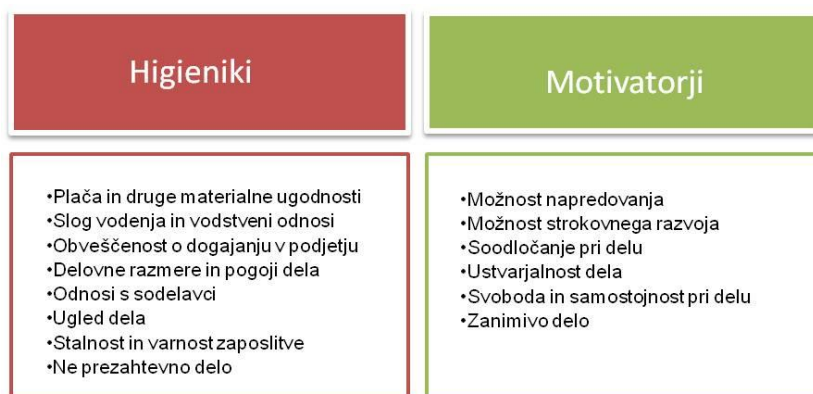 Higieniki
•Plača in druge materialne ugodnosti
•Slog vodenja in vodstveni odnosi
•Obveščenost o dogajanju v podjetju
•Delovne razmere in pogoji dela
•Odnosi s sodelavci
•Ugled dela
•Stalnost in varnost zaposlitve
•Ne prezahtevno delo
Motivatorji
•Možnost napredovanja
•Možnost strokovnega razvoja
•Soodločanje pri delu
•Ustvarjalnost dela
•Svoboda in samostojnost pri delu
•Zanimivo delo